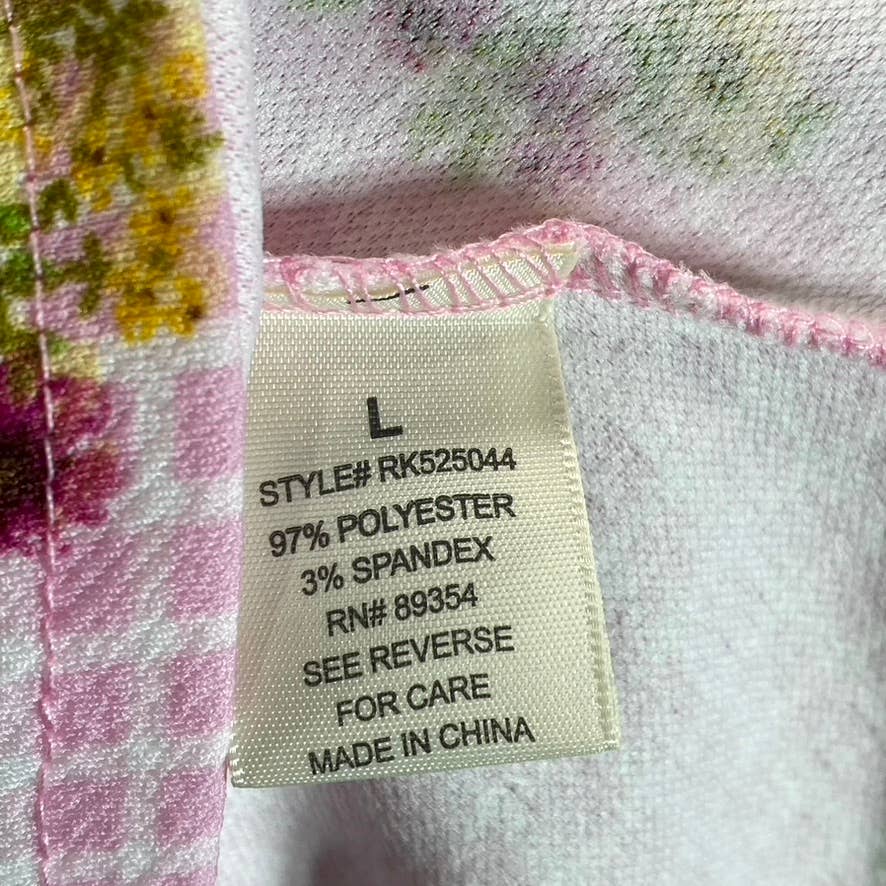 L
STYLE# RK525044
97% POLYESTER
3% SPANDEX
RN# 89354
SEE REVERSE
FOR CARE
MADE IN CHINA